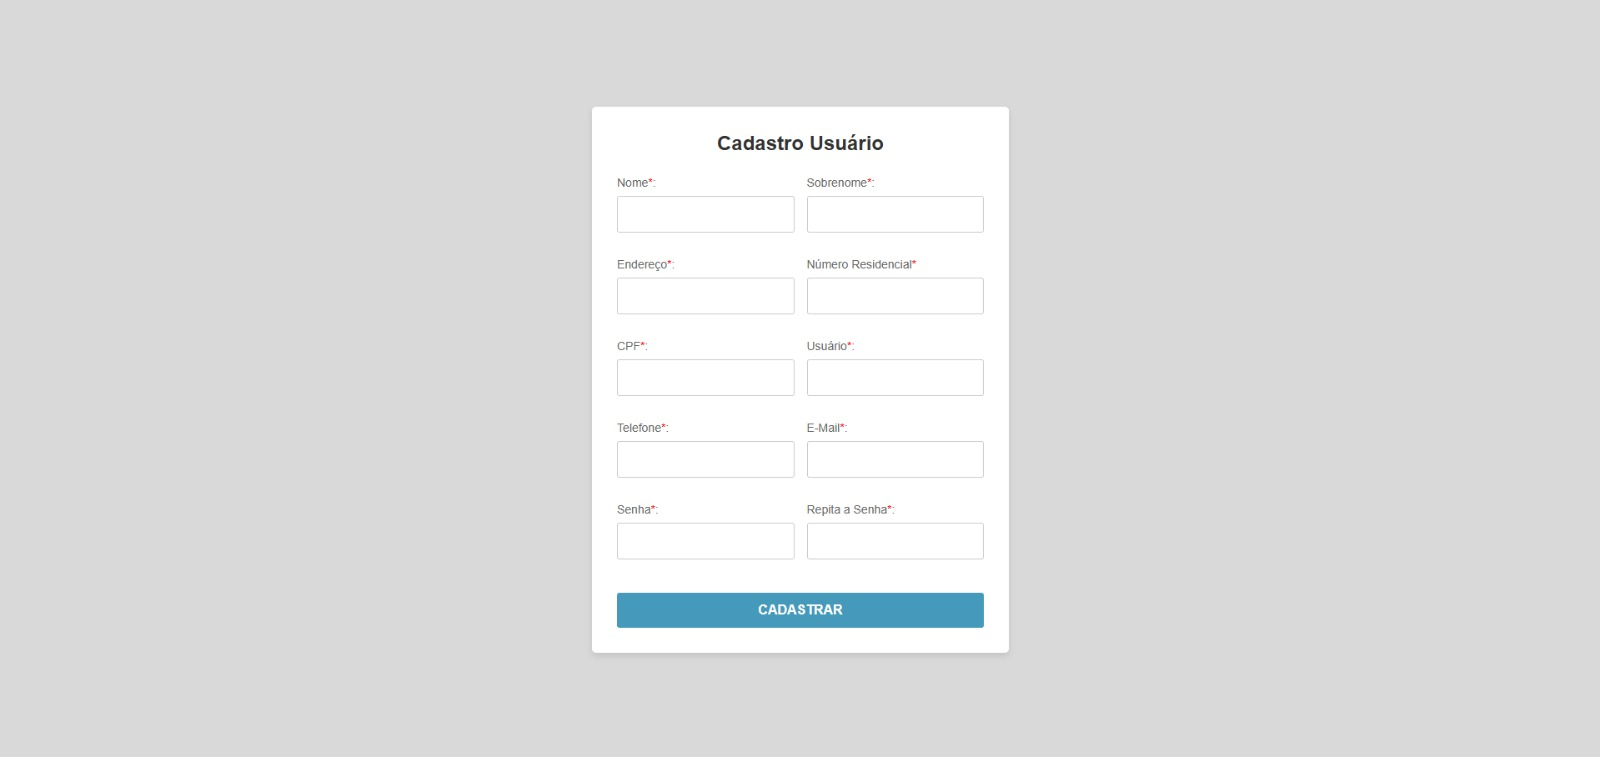 Cadastro Usuário
Nome*: Sobrenome*:
Endereço*: Número Residencial*
CPF*: Usuário*:
Telefone*: E-Mail*:
Senha*: Repita a Senha*:
CADASTRAR